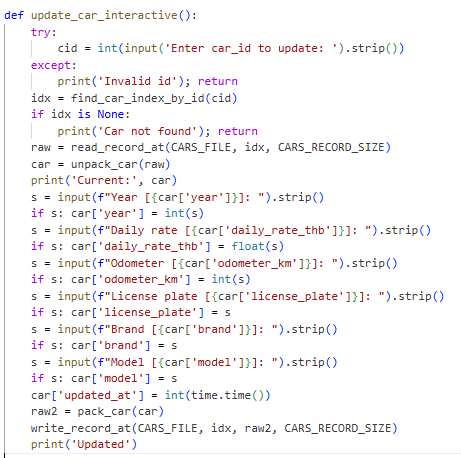 def update_car_interactive():
    try:
        cid = int(input('Enter car_id to update: ').strip())
    except:
        print('Invalid id'); return
    idx = find_car_index_by_id(cid)
    if idx is None:
        print('Car not found'); return
    raw = read_record_at(CARS_FILE, idx, CARS_RECORD_SIZE)
    car = unpack_car(raw)
    print('Current:', car)
    s = input(f"Year [{car['year']}]: ").strip()
    if s: car['year'] = int(s)
    s = input(f"Daily rate [{car['daily_rate_thb']}]: ").strip()
    if s: car['daily_rate_thb'] = float(s)
    s = input(f"Odometer [{car['odometer_km']}]: ").strip()
    if s: car['odometer_km'] = int(s)
    s = input(f"License plate [{car['license_plate']}]: ").strip()
    if s: car['license_plate'] = s
    s = input(f"Brand [{car['brand']}]: ").strip()
    if s: car['brand'] = s
    s = input(f"Model [{car['model']}]: ").strip()
    if s: car['model'] = s
    car['updated_at'] = int(time.time())
    raw2 = pack_car(car)
    write_record_at(CARS_FILE, idx, raw2, CARS_RECORD_SIZE)
    print('Updated')